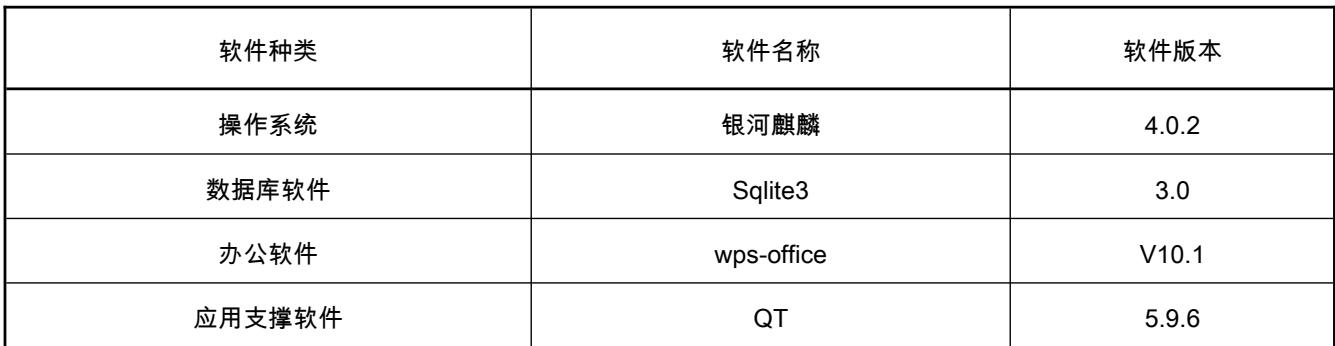 软件种类 软件名称 软件版本
操作系统 银河麒麟 4.0.2
数据库软件 Sqlite3 3.0
办公软件 wps-office V10.1
应用支撑软件 QT 5.9.6